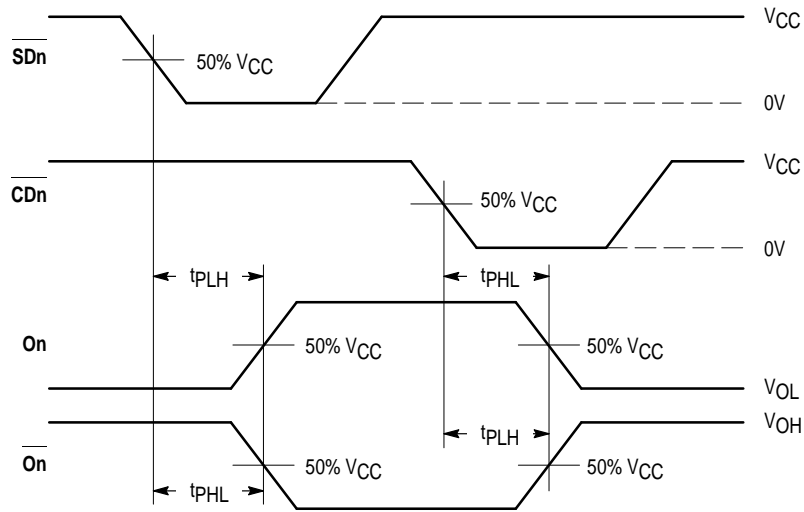 VCC
SDn
50% VCC
0V
VCC
CDn
50% VCC
0V
tPLH
tPHL
On
50% VCC
50% VCC
VOL
VOH
tPLH
On
50% VCC
50% VCC
tPHL